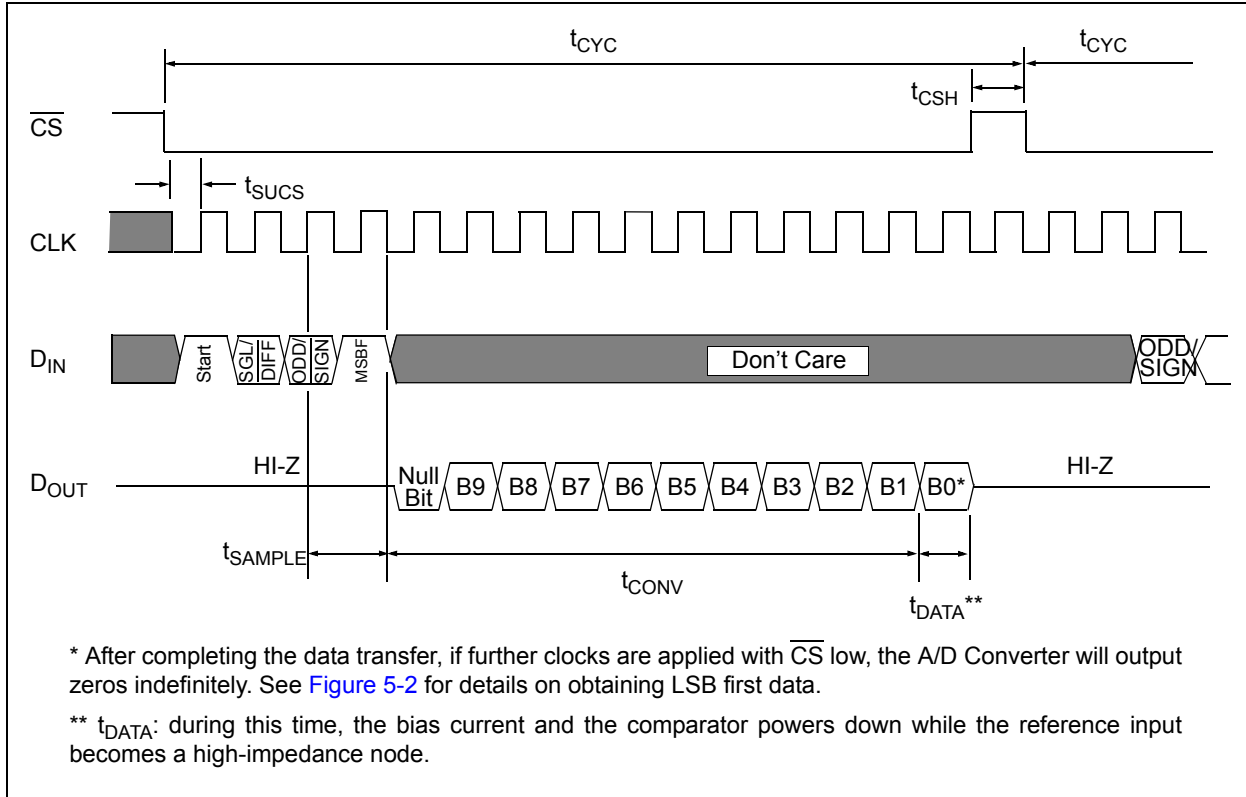 tCYC tCYC
tCSH
CS
tSUCS
CLK
DIN
Start
SGL/
DIFF
ODD/
SIGN
MSBF
Don't Care
ODD/
SIGN
HI-Z
HI-Z
DOUT
Null
Bit
B9 B8 B7 B6 B5 B4 B3 B2 B1 B0*
tSAMPLE
tCONV
tDATA**
* After completing the data transfer, if further clocks are applied with CS low, the A/D Converter will output
zeros indefinitely. See Figure 5-2 for details on obtaining LSB first data.
** tDATA: during this time, the bias current and the comparator powers down while the reference input
becomes a high-impedance node.